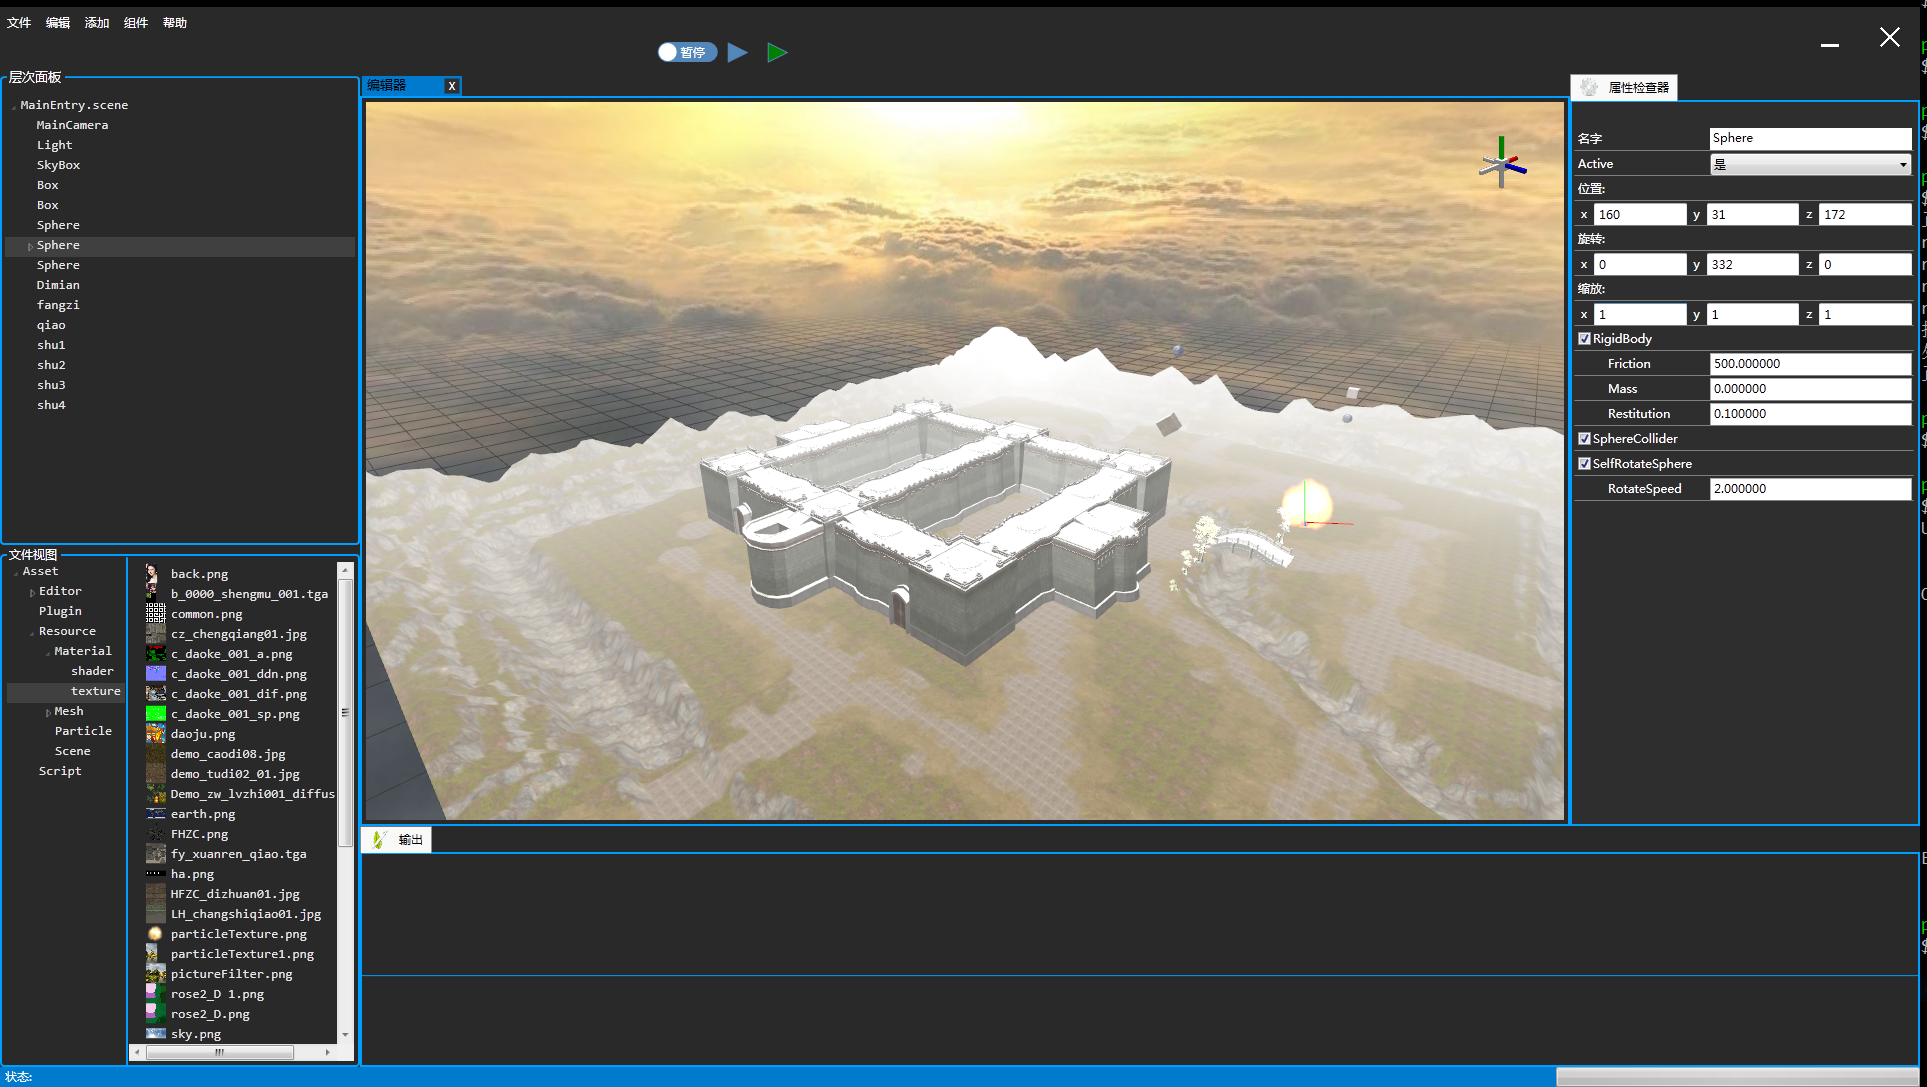 文件 编辑 添加 组件 帮助
暂停
层次面板
MainEntry.scene
MainCamera
Light
SkyBox
Box
Box
Sphere
Sphere
Sphere
Dimian
fangzi
qiao
shu1
shu2
shu3
shu4
文件视图
Asset
Editor
Plugin
Resource
Material
shader
texture
Mesh
Particle
Scene
Script
back.png
b_0000_shengmu_001.tga
common.png
cz_chengqiang01.jpg
c_daoke_001_a.png
c_daoke_001_ddn.png
c_daoke_001_dif.png
c_daoke_001_sp.png
daoju.png
demo_caodi08.jpg
demo_tudi02_01.jpg
Demo_zw_lvzhi001_diffus
earth.png
FHZC.png
fy_xuanren_qiao.tga
ha.png
HFZC_dizhuan01.jpg
LH_changshiqiao01.jpg
particleTexture.png
particleTexture1.png
pictureFilter.png
rose2_D 1.png
rose2_D.png
sky.png
编辑器 X
输出
属性检查器
名字 Sphere
Active 是
位置:
x 160 y 31 z 172
旋转:
x 0 y 332 z 0
缩放:
x 1 y 1 z 1
RigidBody
Friction 500.000000
Mass 0.000000
Restitution 0.100000
SphereCollider
SelfRotateSphere
RotateSpeed 2.000000
状态: